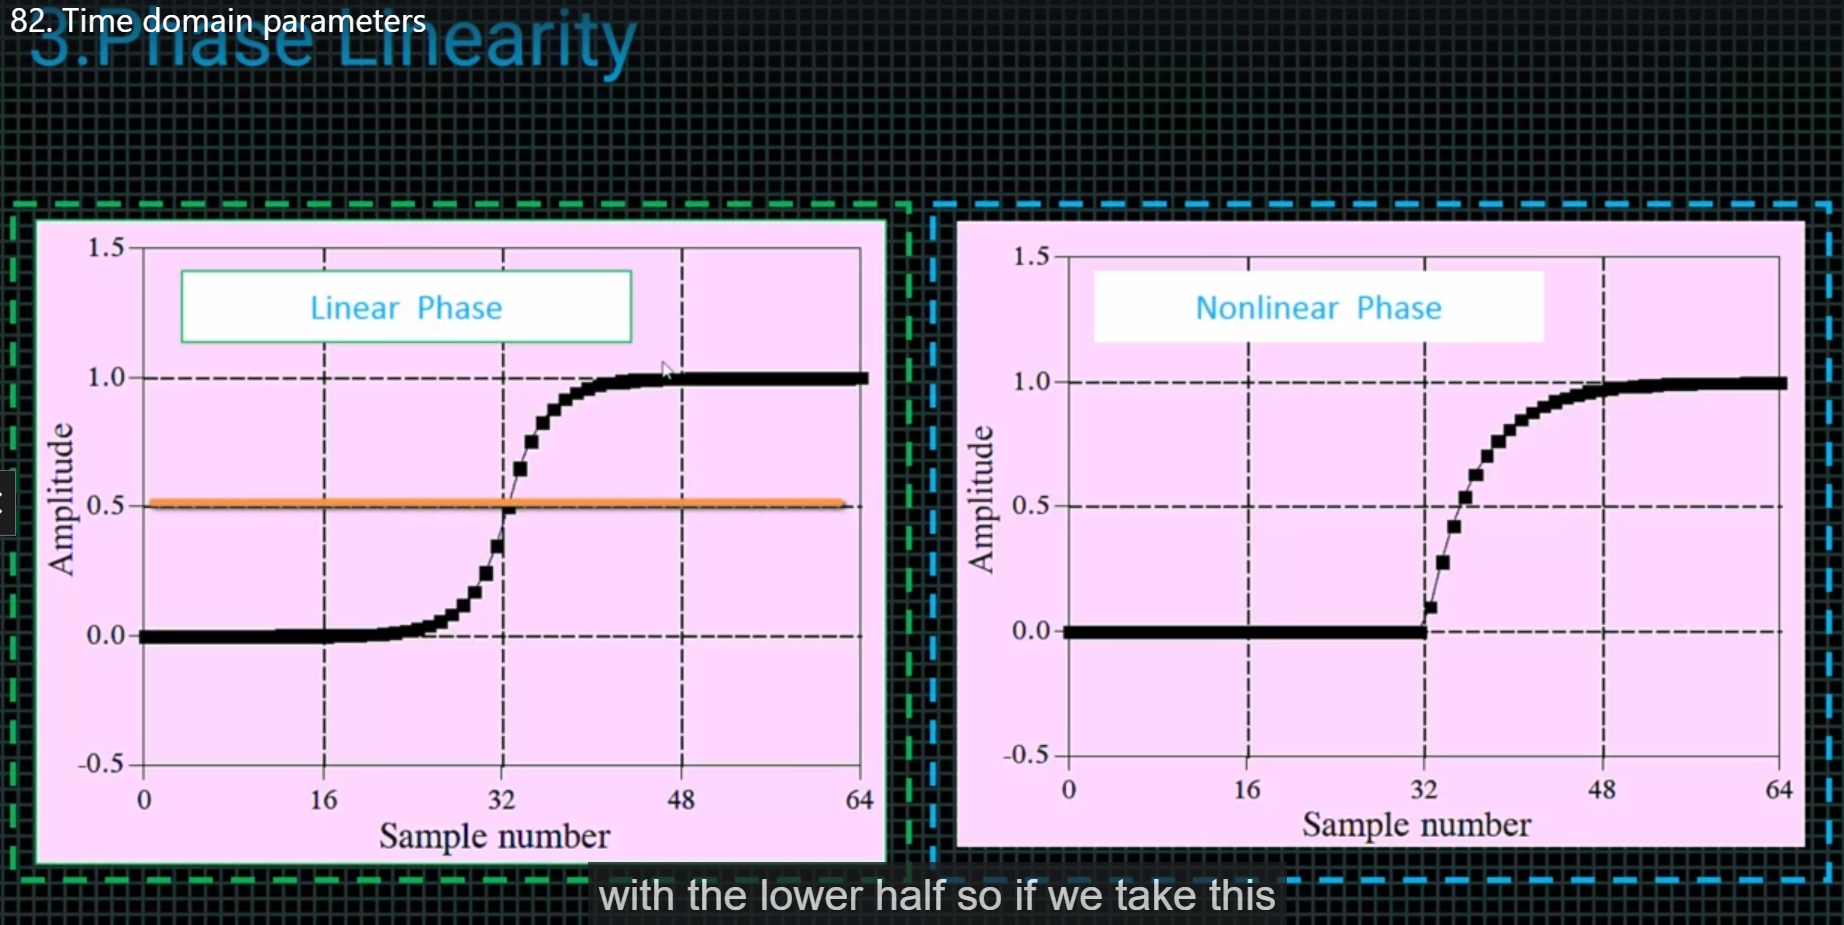 82. Time domain parameters
3.Phase Linearity
1.5
Linear Phase
1.0
Amplitude
0.5
0.0
-0.5
0 16 32 48 64
Sample number
1.5
Nonlinear Phase
1.0
Amplitude
0.5
0.0
-0.5
0 16 32 48 64
Sample number
with the lower half so if we take this